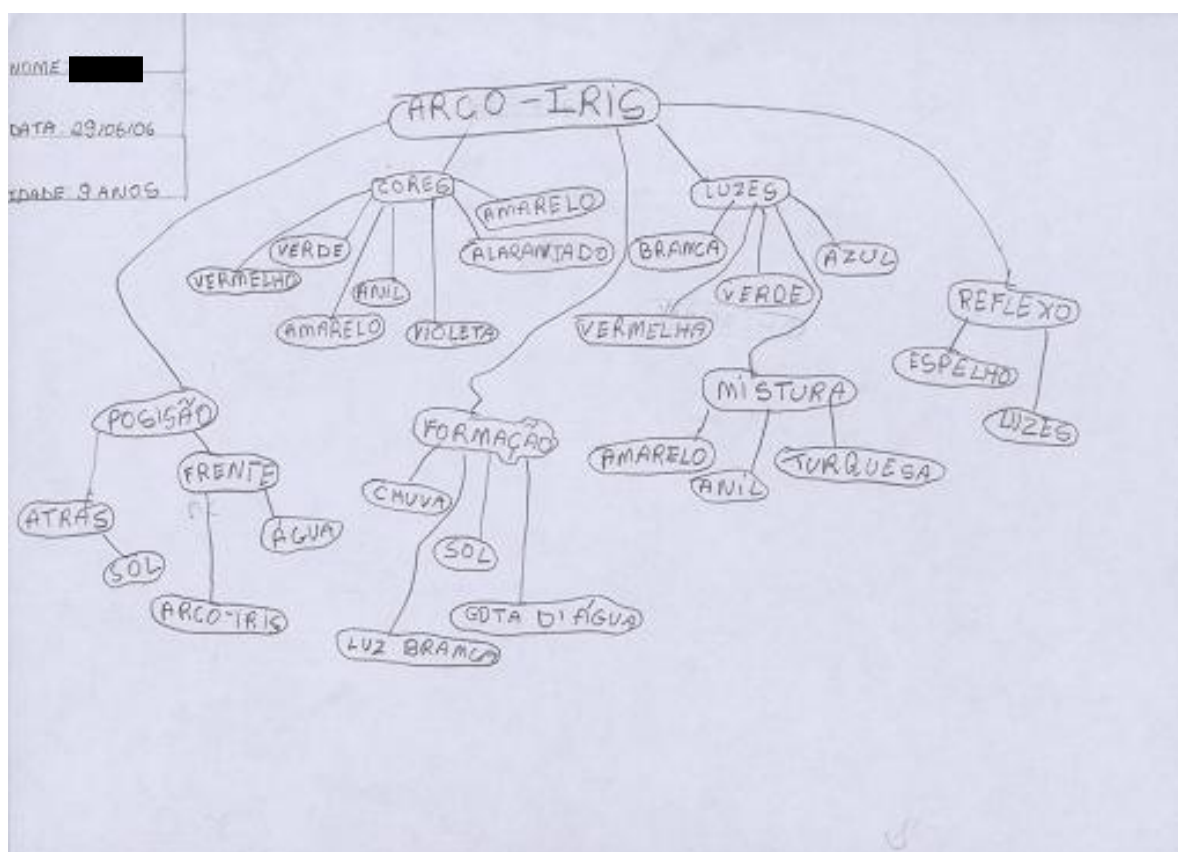 NOME
DATA 29/06/06
IDADE 9 ANOS
ARCO-IRIS
CORES
LUZES
AMARELO
VERDE
ALARANJADO
BRANCA
AZUL
VERMELHO
ANIL
VERDE
AMARELO
VIOLETA
VERMELHA
REFLEXO
ESPELHO
LUZES
MISTURA
AMARELO
ANIL
TURQUESA
POSISÃO
FRENTE
ATRÁS
ÁGUA
SOL
ARCO-IRIS
FORMAÇÃO
CHUVA
SOL
GOTA D'ÁGUA
LUZ BRANCA